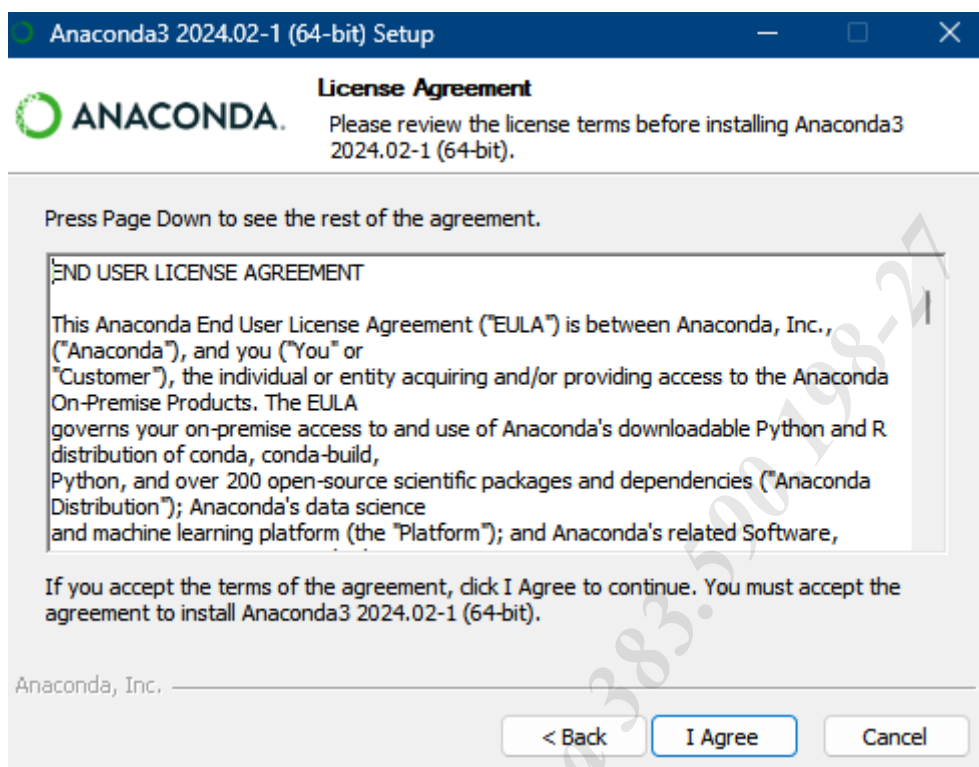 Anaconda3 2024.02-1 (64-bit) Setup
ANACONDA.
License Agreement
Please review the license terms before installing Anaconda3
2024.02-1 (64-bit).
Press Page Down to see the rest of the agreement.
END USER LICENSE AGREEMENT
This Anaconda End User License Agreement ("EULA") is between Anaconda, Inc.,
("Anaconda"), and you ("You" or
"Customer"), the individual or entity acquiring and/or providing access to the Anaconda
On-Premise Products. The EULA
governs your on-premise access to and use of Anaconda's downloadable Python and R
distribution of conda, conda-build,
Python, and over 200 open-source scientific packages and dependencies ("Anaconda
Distribution"); Anaconda's data science
and machine learning platform (the "Platform"); and Anaconda's related Software,
If you accept the terms of the agreement, click I Agree to continue. You must accept the
agreement to install Anaconda3 2024.02-1 (64-bit).
Anaconda, Inc.
< Back
I Agree
Cancel
383.590.198-27